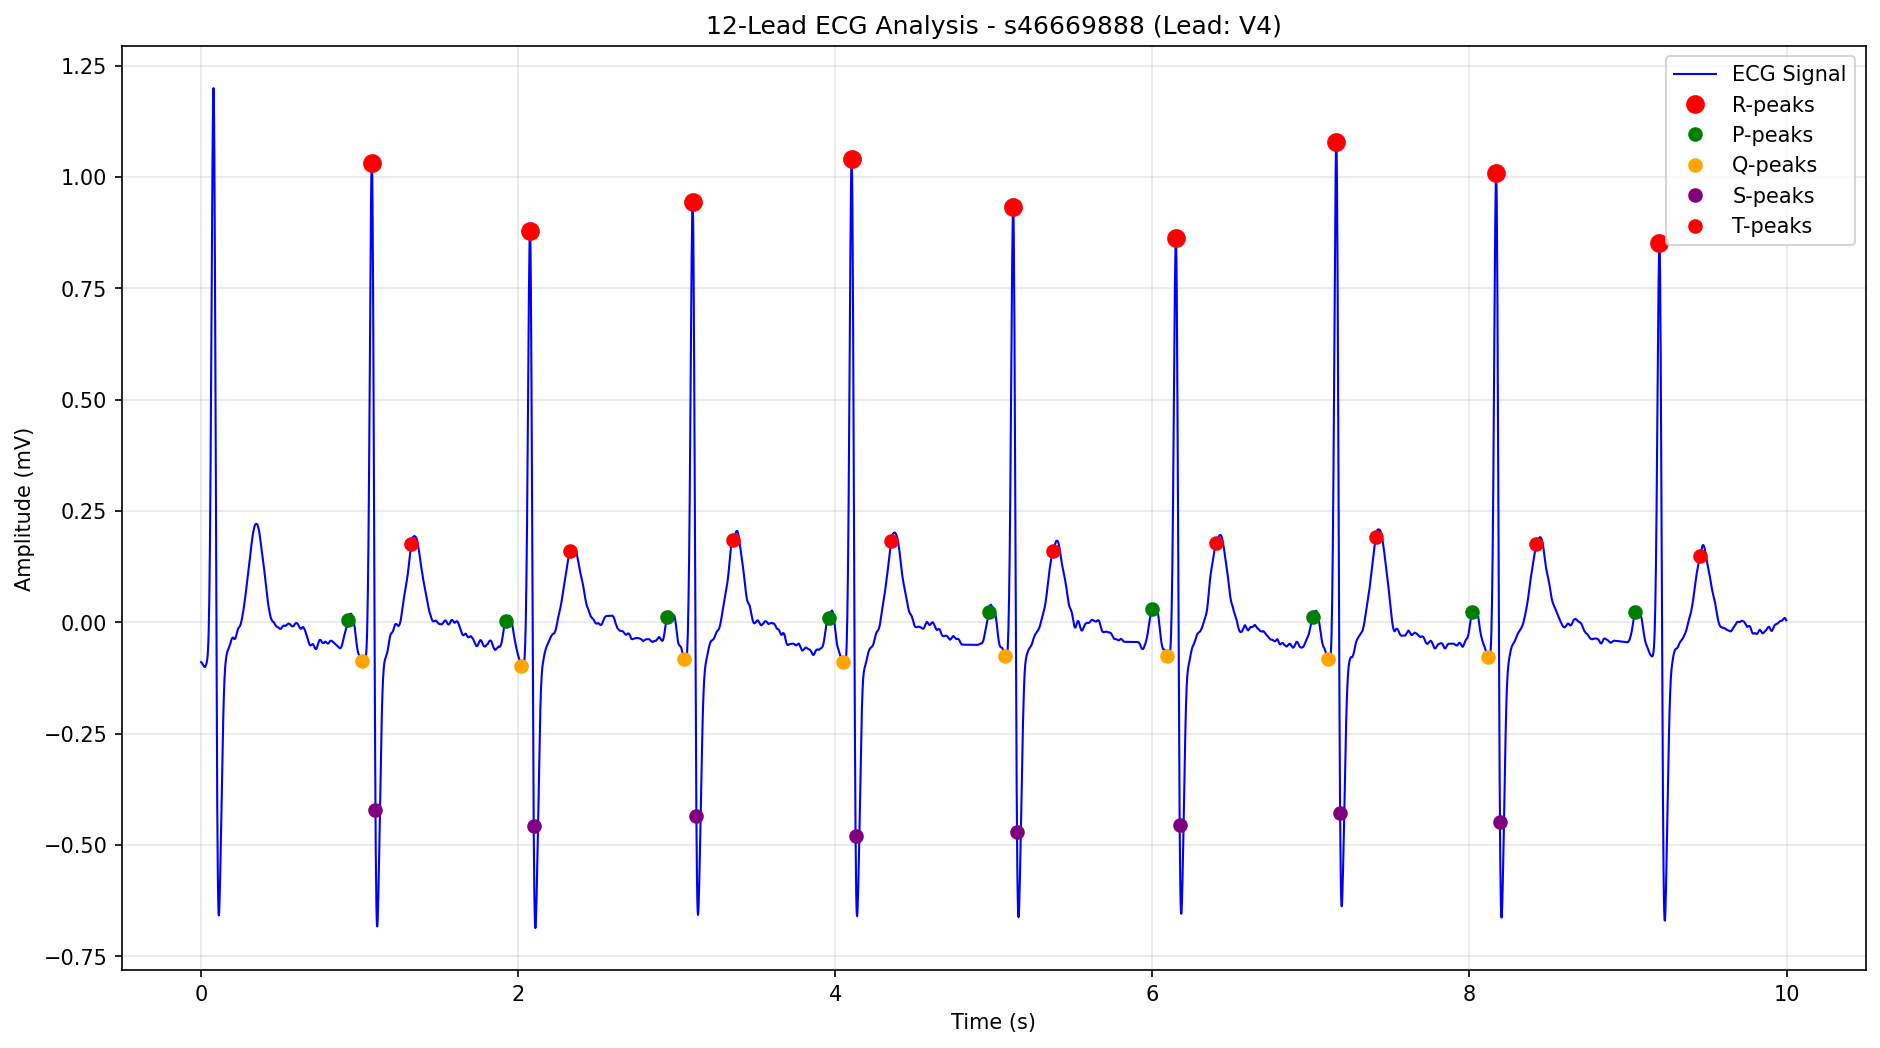 12-Lead ECG Analysis - s46669888 (Lead: V4)
ECG Signal
R-peaks
P-peaks
Q-peaks
S-peaks
T-peaks
Amplitude (mV)
1.25
1.00
0.75
0.50
0.25
0.00
−0.25
−0.50
−0.75
0 2 4 6 8 10
Time (s)